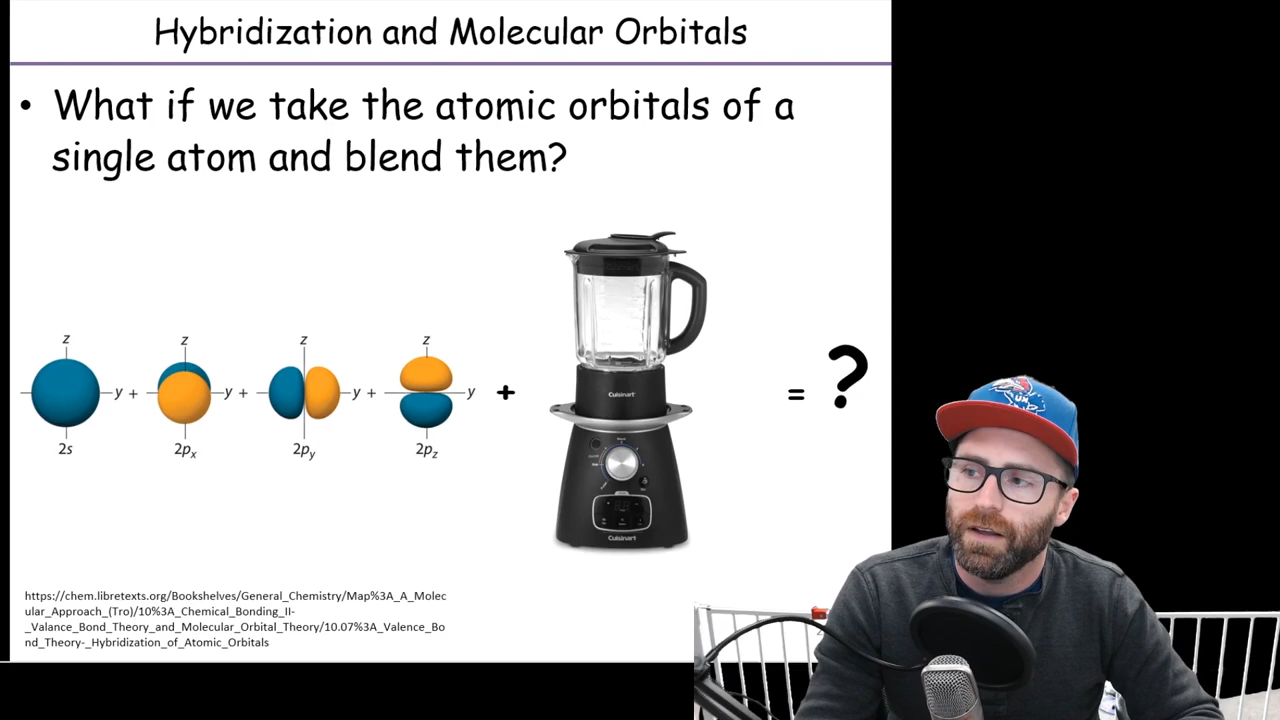 Hybridization and Molecular Orbitals
• What if we take the atomic orbitals of a
single atom and blend them?
z z z z
y + y + y + y + = ?
2s 2px 2py 2pz
Cuisinart
Cuisinart
https://chem.libretexts.org/Bookshelves/General_Chemistry/Map%3A_A_Molec
ular_Approach_(Tro)/10%3A_Chemical_Bonding_II-
_Valance_Bond_Theory_and_Molecular_Orbital_Theory/10.07%3A_Valence_Bo
nd_Theory-_Hybridization_of_Atomic_Orbitals